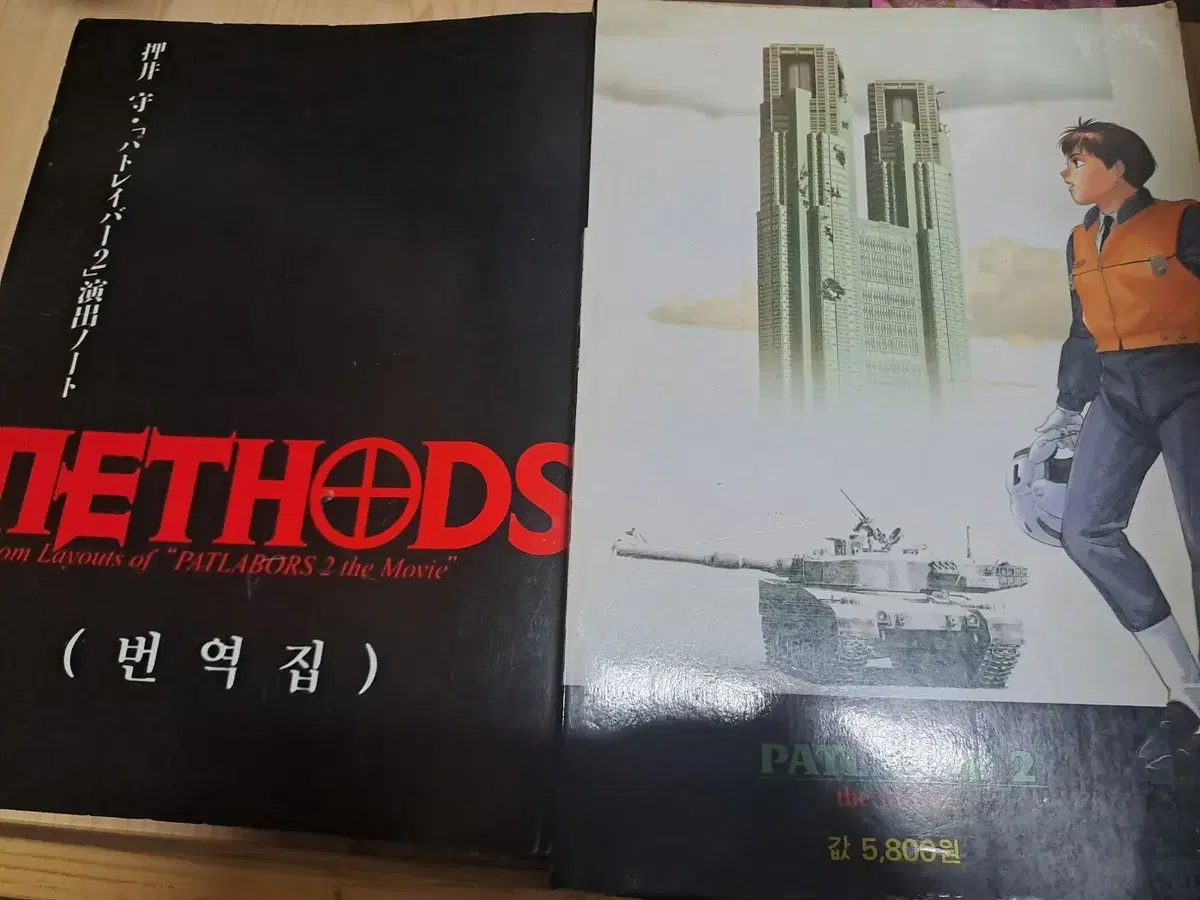 押井 守・「パトレイバー2」演出ノート
METHODS
om Layouts of "PATLABORS 2 the Movie"
( 번 역 집 )
2
the
값 5,800원